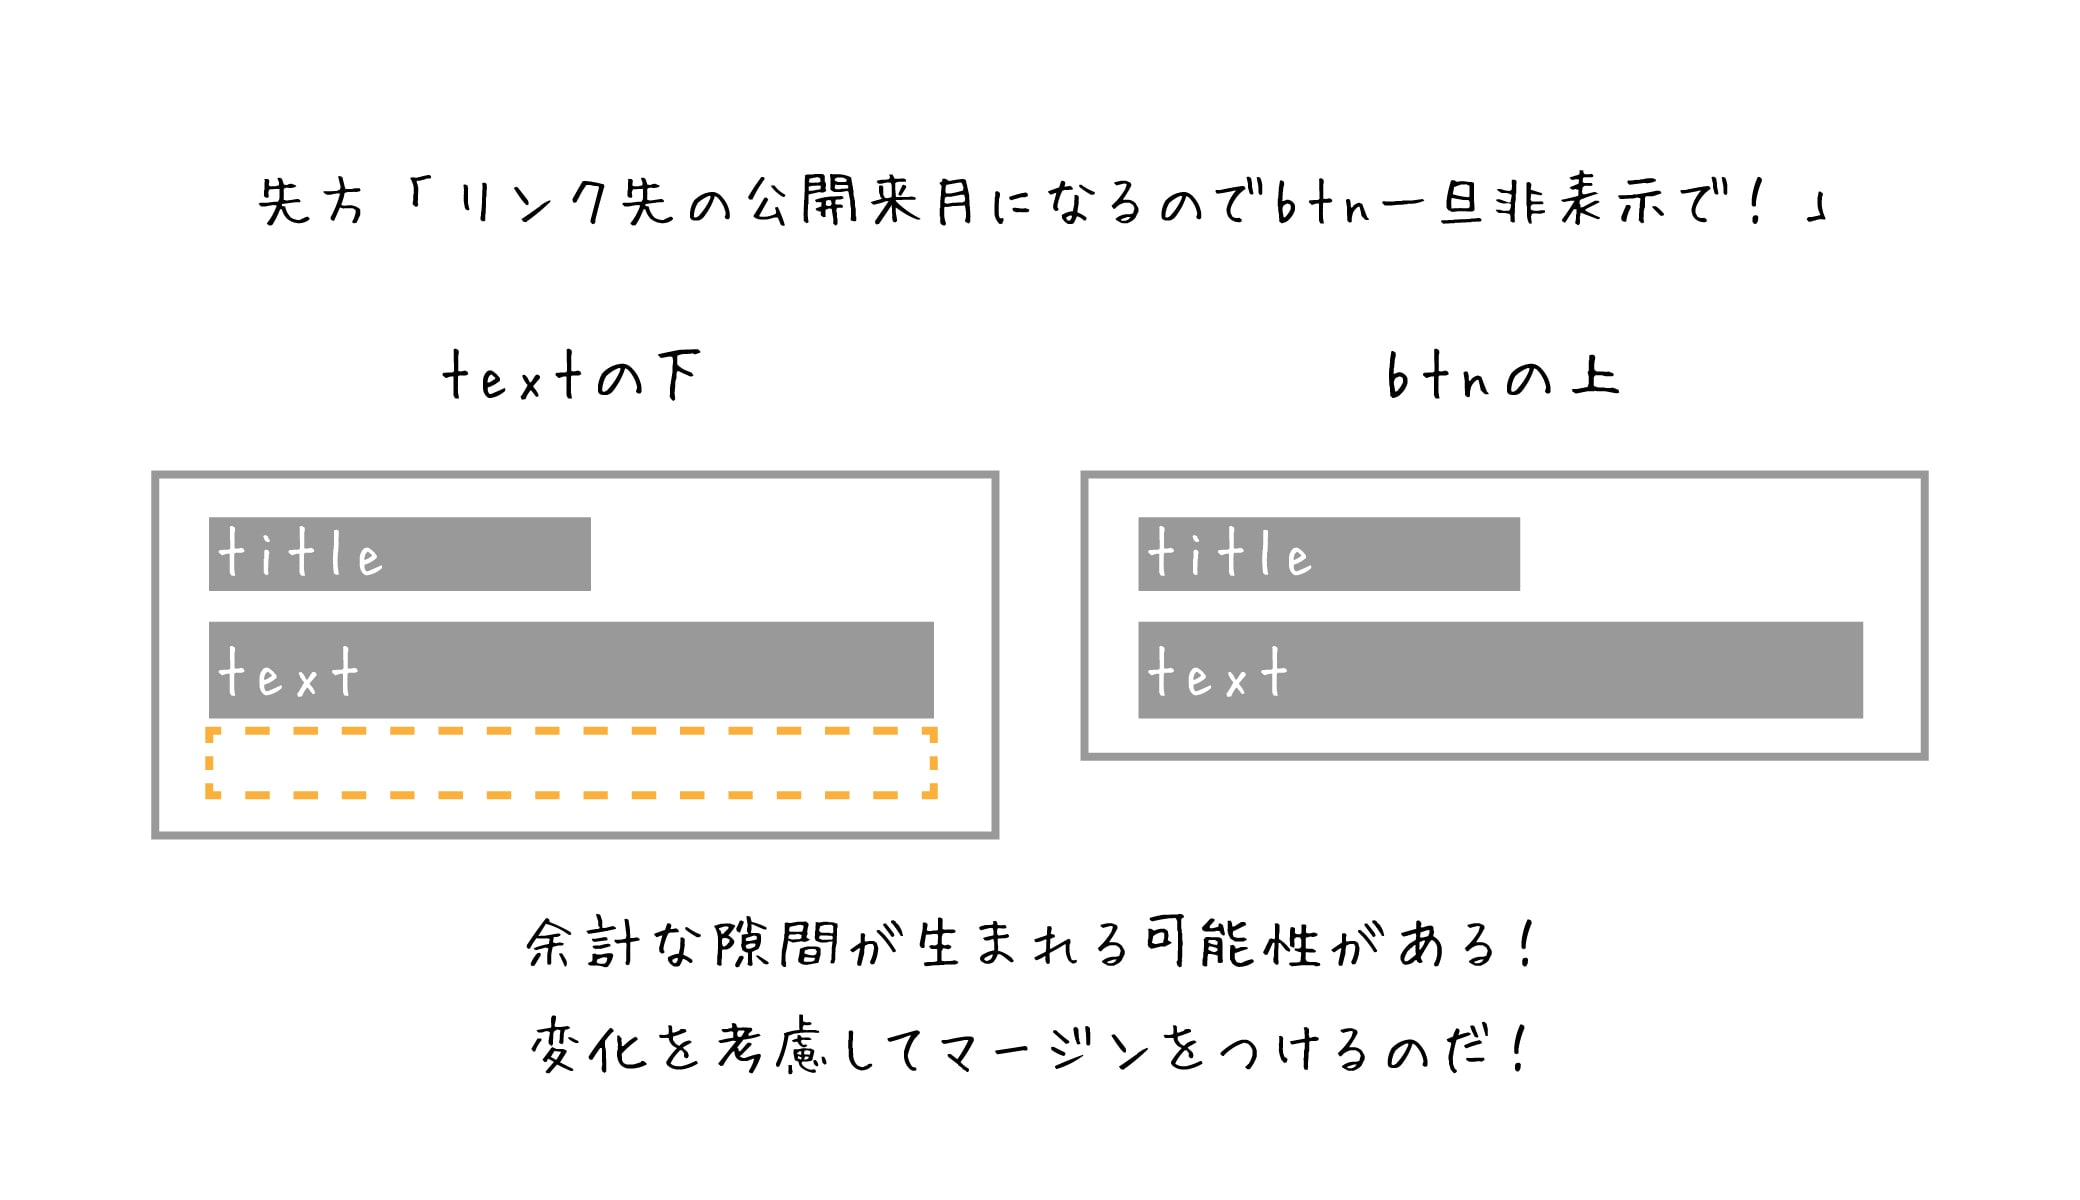 先方「リンク先の公開来月になるのでbtn一旦非表示で！」
textの下
btnの上
title
text
title
text
余計な隙間が生まれる可能性がある！
変化を考慮してマージンをつけるのだ！